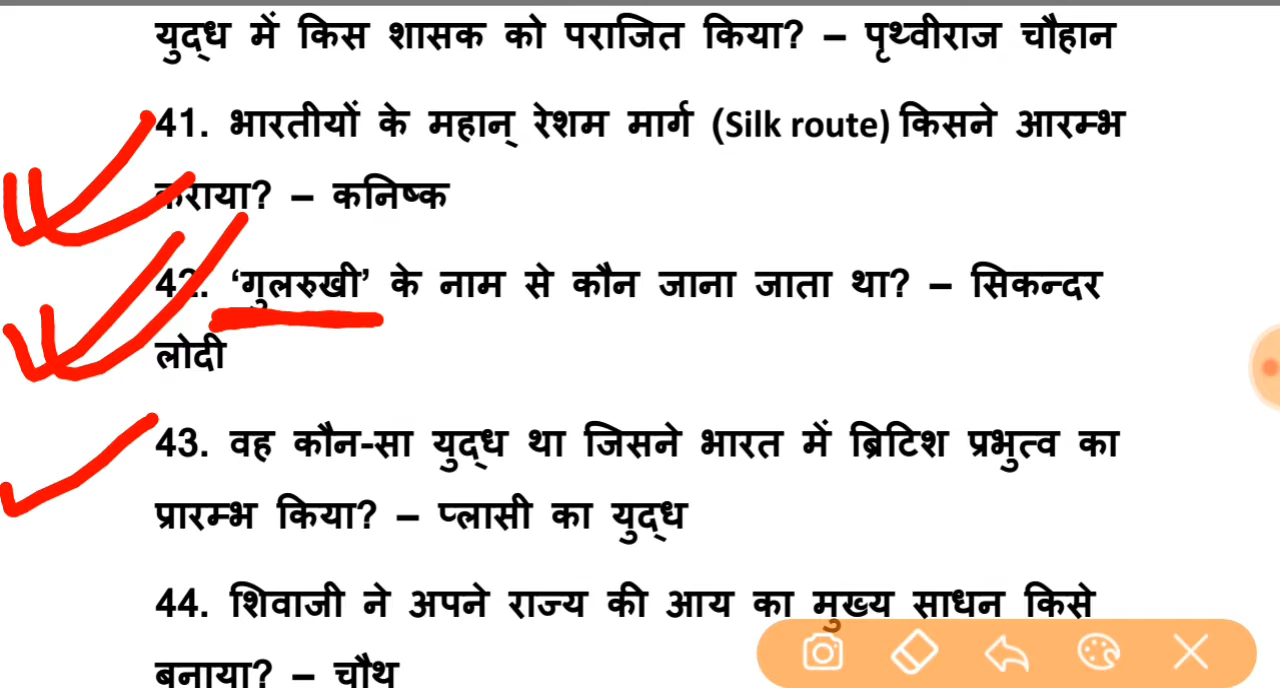 युद्ध में किस शासक को पराजित किया? – पृथ्वीराज चौहान
41. भारतीयों के महान् रेशम मार्ग (Silk route) किसने आरम्भ
कराया? – कनिष्क
42. ‘गुलरुखी’ के नाम से कौन जाना जाता था? – सिकन्दर
लोदी
43. वह कौन-सा युद्ध था जिसने भारत में ब्रिटिश प्रभुत्व का
प्रारम्भ किया? – प्लासी का युद्ध
44. शिवाजी ने अपने राज्य की आय का मुख्य साधन किसे
बनाया? – चौथ